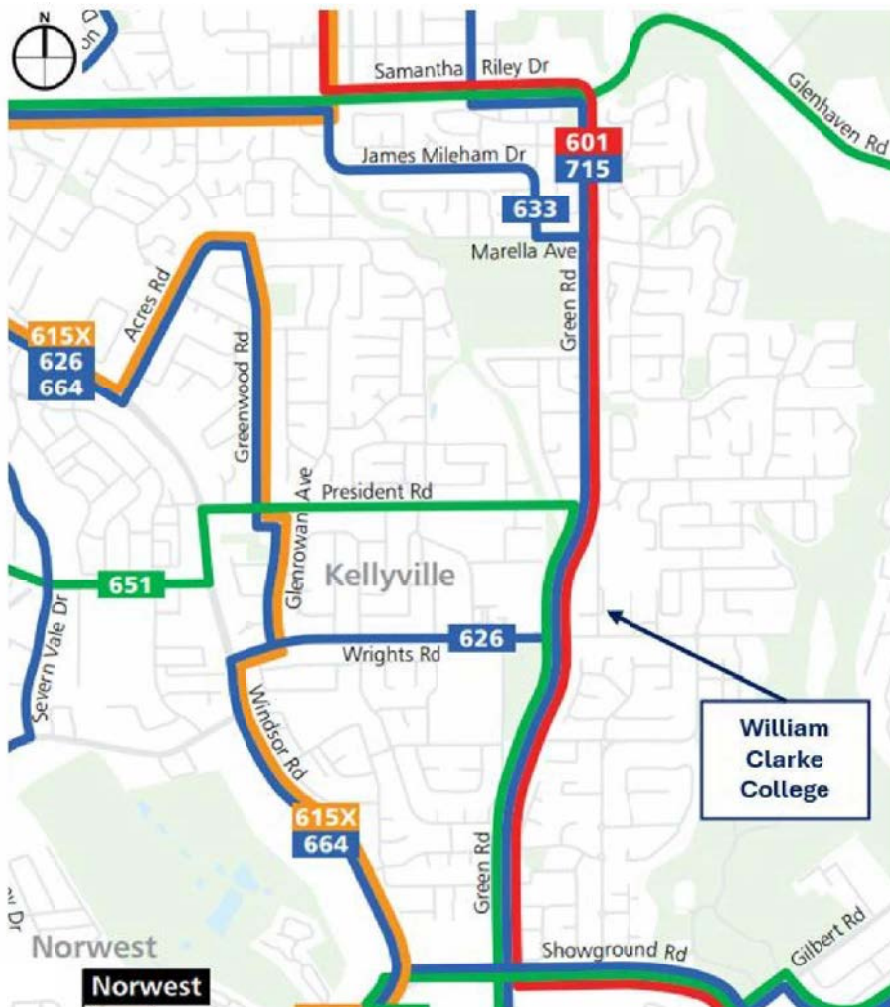 N
Samantha Riley Dr
Glenhaven Rd
601
715
James Mileham Dr
633
Marella Ave
Green Rd
Acres Rd
615X
626
664
Greenwood Rd
President Rd
Glenrowan Ave
Kellyville
651
Severn Vale Dr
626
Wrights Rd
Windsor Rd
William
Clarke
College
615X
664
Green Rd
Showground Rd
Gilbert Rd
Dr
Norwest
Norwest